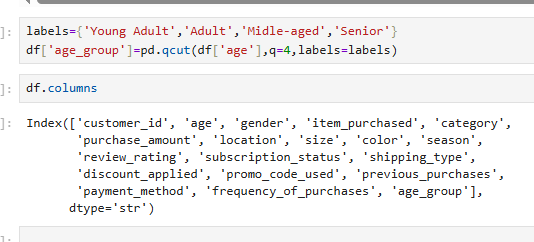 ]: labels={'Young Adult','Adult','Midle-aged','Senior'}
df['age_group']=pd.qcut(df['age'],q=4,labels=labels)
]: df.columns
]: Index(['customer_id', 'age', 'gender', 'item_purchased', 'category',
'purchase_amount', 'location', 'size', 'color', 'season',
'review_rating', 'subscription_status', 'shipping_type',
'discount_applied', 'promo_code_used', 'previous_purchases',
'payment_method', 'frequency_of_purchases', 'age_group'],
dtype='str')